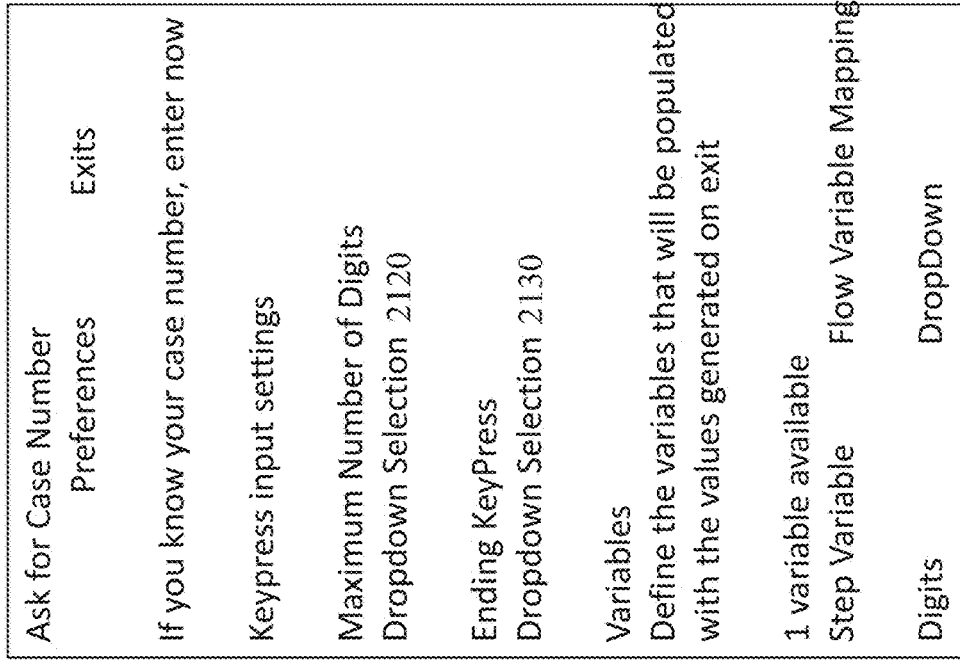 Ask for Case Number
Preferences Exits
If you know your case number, enter now
Keypress input settings
Maximum Number of Digits
Dropdown Selection 2120
Ending KeyPress
Dropdown Selection 2130
Variables
Define the variables that will be populated
with the values generated on exit
1 variable available
Step Variable Flow Variable Mapping
Digits DropDown